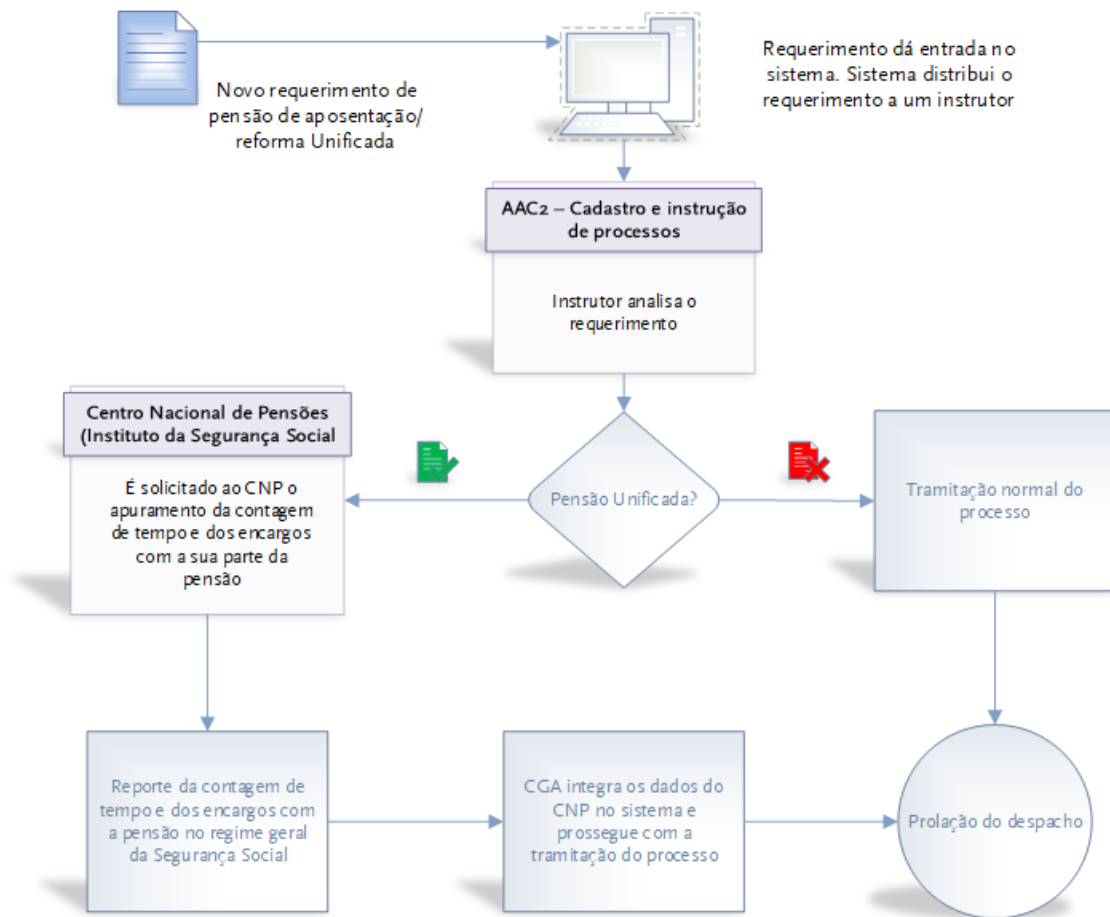 Novo requerimento de
pensão de aposentação/
reforma Unificada
Requerimento dá entrada no
sistema. Sistema distribui o
requerimento a um instrutor
AAC2 – Cadastro e instrução
de processos
Instrutor analisa o
requerimento
Centro Nacional de Pensões
(Instituto da Segurança Social
É solicitado ao CNP o
apuramento da contagem
de tempo e dos encargos
com a sua parte da
pensão
Pensão Unificada?
Tramitação normal do
processo
Reporte da contagem de
tempo e dos encargos com
a pensão no regime geral
da Segurança Social
CGA integra os dados do
CNP no sistema e
prossegue com a
tramitação do processo
Prolação do despacho